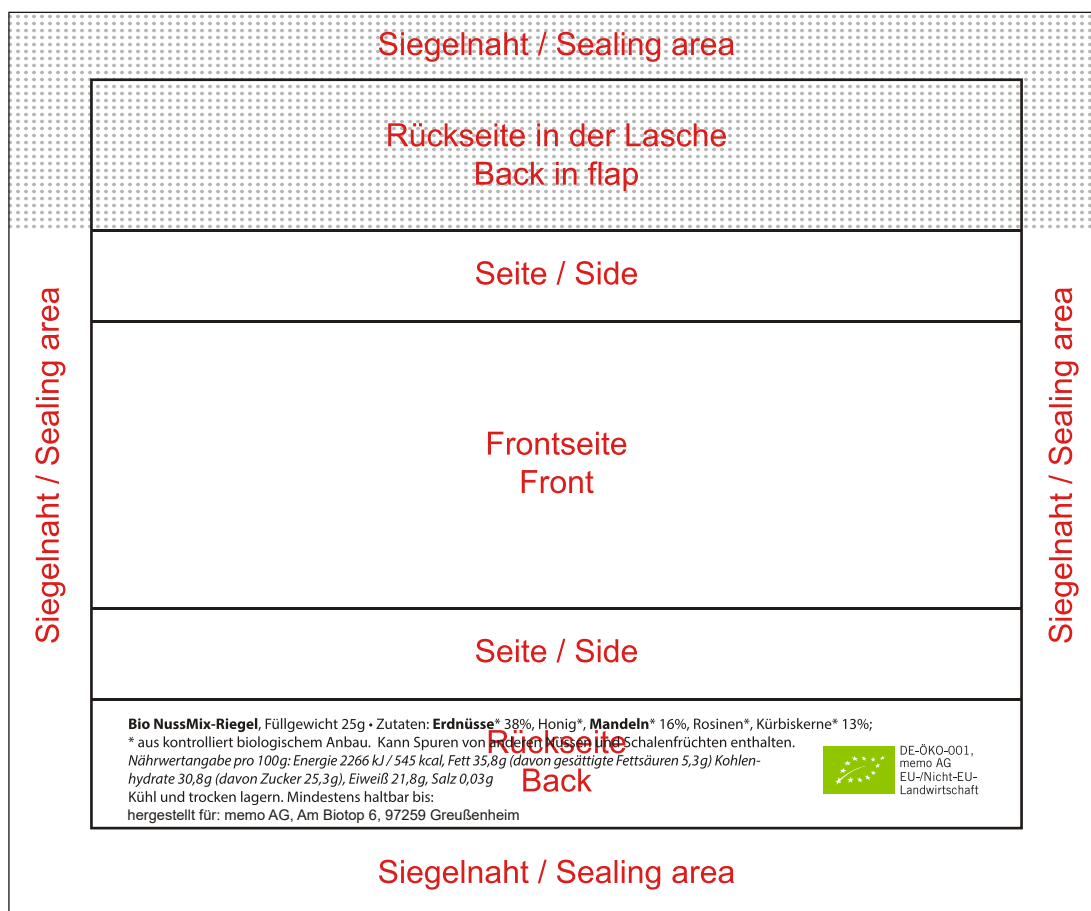 Siegelnaht / Sealing area
Rückseite in der Lasche
Back in flap
Seite / Side
Siegelnaht / Sealing area
Frontseite
Front
Siegelnaht / Sealing area
Seite / Side
Bio NussMix-Riegel, Füllgewicht 25g • Zutaten: Erdnüsse* 38%, Honig*, Mandeln* 16%, Rosinen*, Kürbiskerne* 13%;
* aus kontrolliert biologischem Anbau. Kann Spuren von anderen Nüssen und Schalenfrüchten enthalten.
Nährwertangabe pro 100g: Energie 2266 kJ / 545 kcal, Fett 35,8g (davon gesättigte Fettsäuren 5,3g) Kohlen-
hydrate 30,8g (davon Zucker 25,3g), Eiweiß 21,8g, Salz 0,03g
Kühl und trocken lagern. Mindestens haltbar bis:
hergestellt für: memo AG, Am Biotop 6, 97259 Greußenheim
Rückseite
Back
DE-ÖKO-001,
memo AG
EU-/Nicht-EU-
Landwirtschaft
Siegelnaht / Sealing area